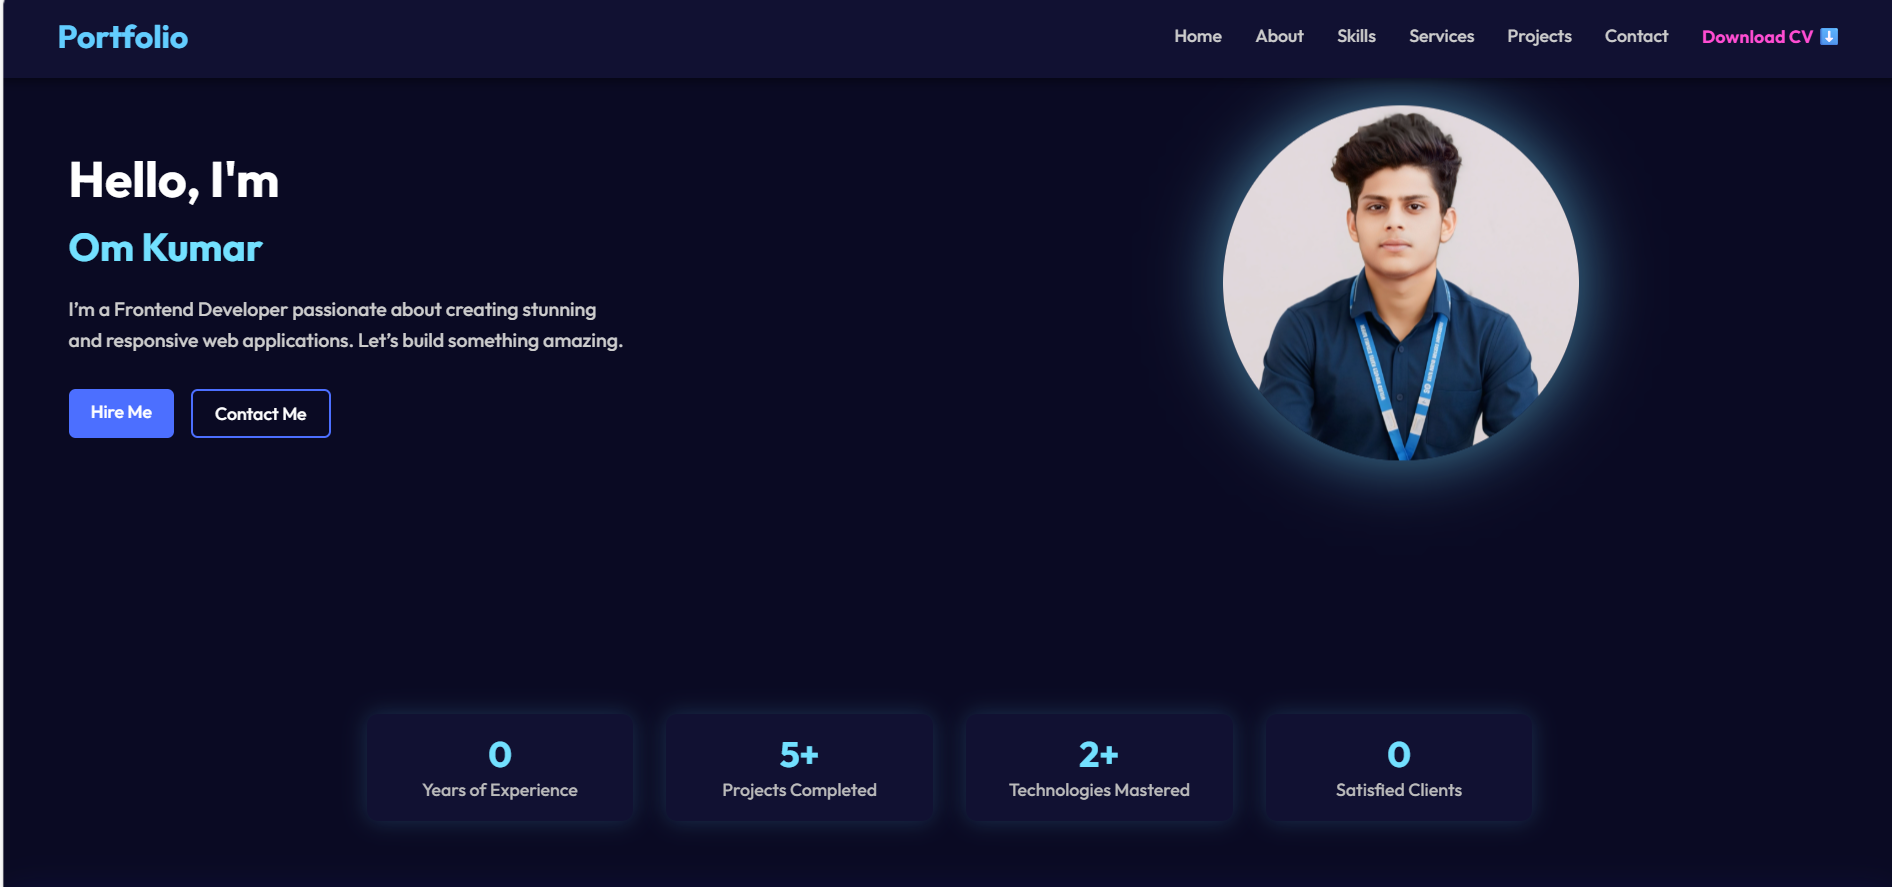 Portfolio
Home About Skills Services Projects Contact Download CV ⬇️
Hello, I'm
Om Kumar
I’m a Frontend Developer passionate about creating stunning
and responsive web applications. Let’s build something amazing.
Hire Me Contact Me
0 5+ 2+ 0
Years of Experience Projects Completed Technologies Mastered Satisfied Clients